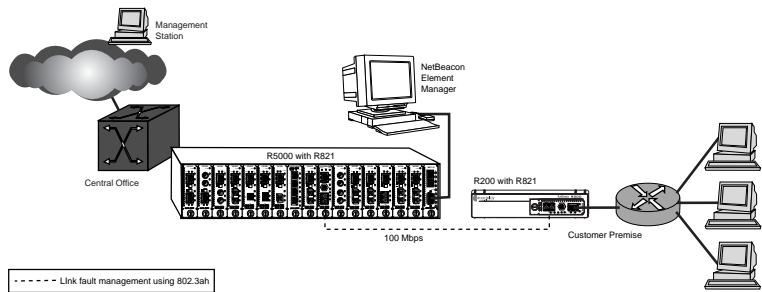 Management
Station
NetBeacon
Element
Manager
R5000 with R821
R200 with R821
Central Office
100 Mbps
Customer Premise
LInk fault management using 802.3ah